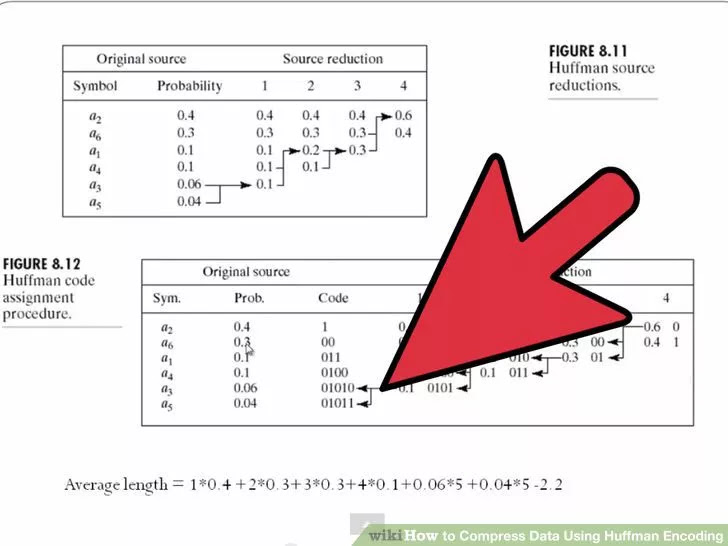 Original source Source reduction
Symbol Probability 1 2 3 4
a2 0.4 0.4 0.4 0.4 0.6
a6 0.3 0.3 0.3 0.3 0.4
a1 0.1 0.1 0.2 0.3
a4 0.1 0.1 0.1
a3 0.06 0.1
a5 0.04
FIGURE 8.11
Huffman source
reductions.
FIGURE 8.12
Huffman code
assignment
procedure.
Original source
Sym. Prob. Code 4
a2 0.4 1 0.6 0
a6 0.3 00 0.3 00 0.4 1
a1 0.1 011 010 0.3 01
a4 0.1 0100 0.1 011
a3 0.06 01010 0.1 0101
a5 0.04 01011
Average length = 1*0.4 +2*0.3+3*0.3+4*0.1+0.06*5 +0.04*5 -2.2
wikiHow to Compress Data Using Huffman Encoding